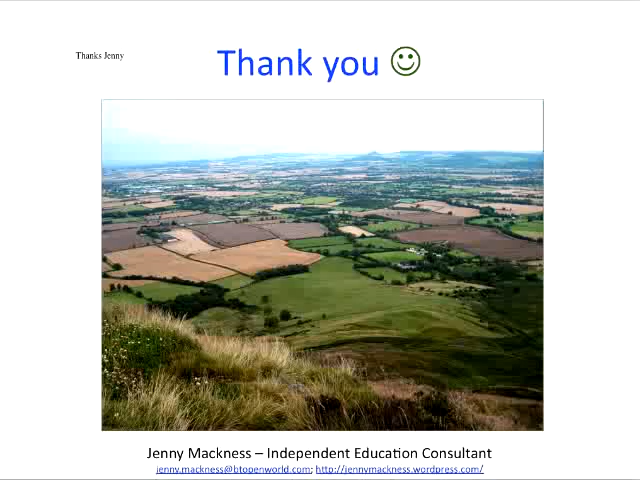 Thanks Jenny
Thank you ☺
Jenny Mackness – Independent Education Consultant
jenny.mackness@btopenworld.com; http://jennymackness.wordpress.com/